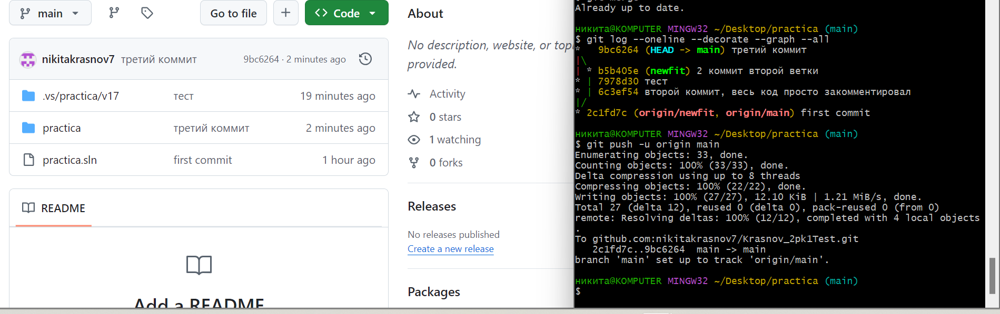 main
Go to file
Code
nikitakrasnov7 третий коммит 9bc6264 · 2 minutes ago
.vs/practica/v17 тест 19 minutes ago
practica третий коммит 2 minutes ago
practica.sln first commit 1 hour ago
README
Add a README
About
No description, website, or
provided.
Activity
0 stars
1 watching
0 forks
Releases
No releases published
Create a new release
Packages
Already up to date.
никита@KOMPUTER MINGW32 ~/Desktop/practica (main)
$ git log --oneline --decorate --graph --all
*   9bc6264 (HEAD -> main) третий коммит
|\
| * b5b405e (newfit) 2 коммит второй ветки
* | 7978d30 тест
* | 6c3ef54 второй коммит, весь код просто закомментировал
|/
* 2c1fd7c (origin/newfit, origin/main) first commit
никита@KOMPUTER MINGW32 ~/Desktop/practica (main)
$ git push -u origin main
Enumerating objects: 33, done.
Counting objects: 100% (33/33), done.
Delta compression using up to 8 threads
Compressing objects: 100% (22/22), done.
Writing objects: 100% (27/27), 12.10 KiB | 1.21 MiB/s, done.
Total 27 (delta 12), reused 0 (delta 0), pack-reused 0 (from 0)
remote: Resolving deltas: 100% (12/12), completed with 4 local objects
.
To github.com:nikitakrasnov7/Krasnov_2pk1Test.git
   2c1fd7c..9bc6264  main -> main
branch 'main' set up to track 'origin/main'.
никита@KOMPUTER MINGW32 ~/Desktop/practica (main)
$